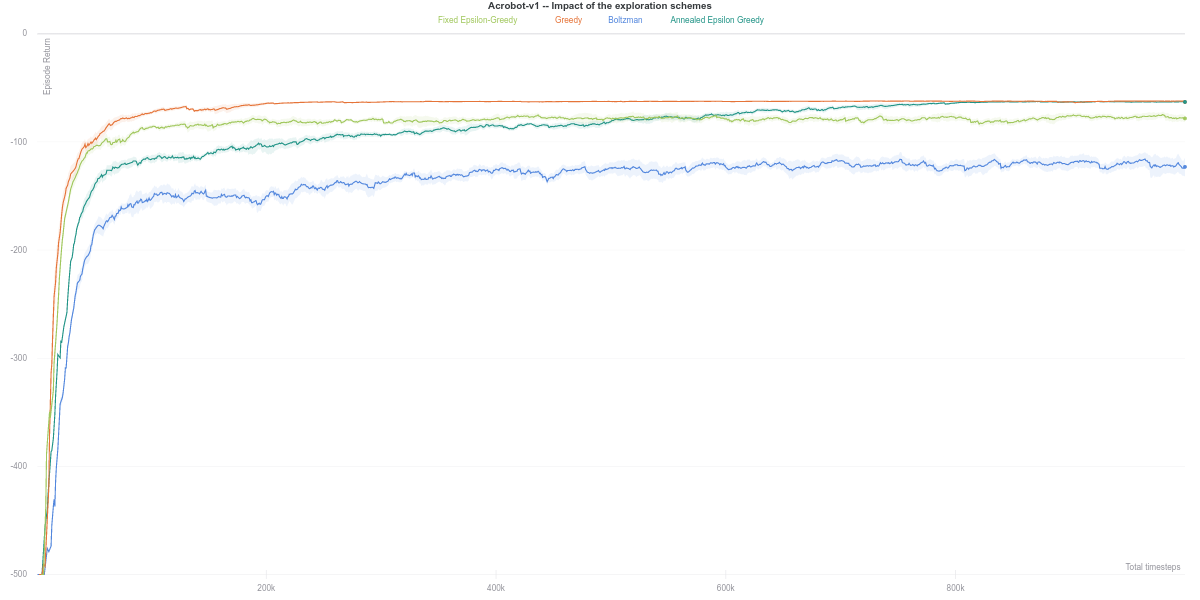 Acrobot-v1 -- Impact of the exploration schemes
Fixed Epsilon-Greedy Greedy Boltzman Annealed Epsilon Greedy
Episode Return
0
-100
-200
-300
-400
-500
Total timesteps
200k 400k 600k 800k